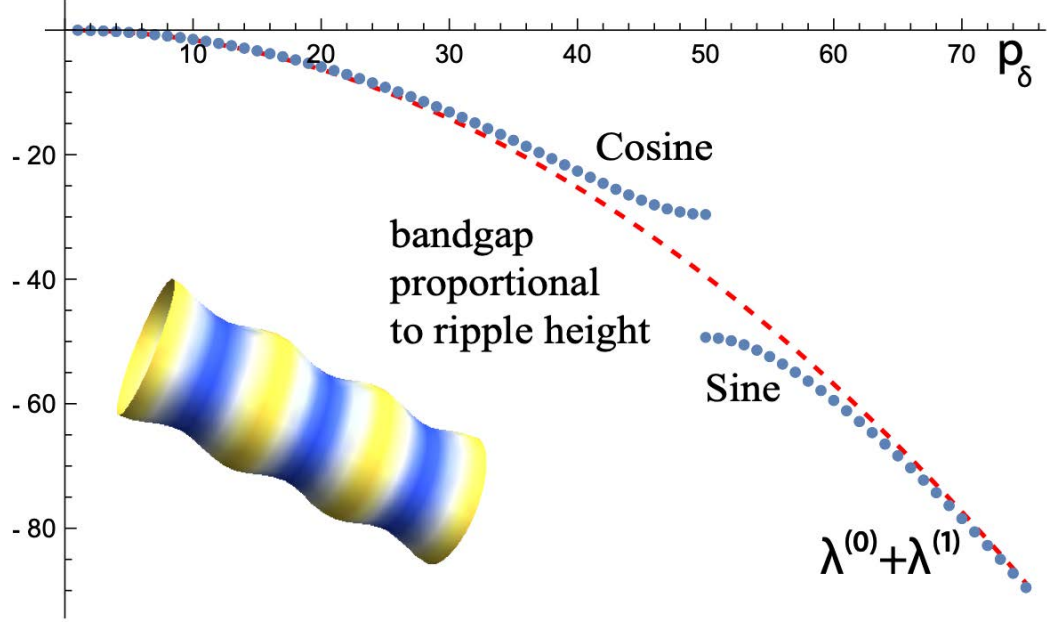 10 20 30 40 50 60 70 pδ
- 20
Cosine
bandgap
- 40
proportional
to ripple height
Sine
- 60
- 80
λ(0)+λ(1)